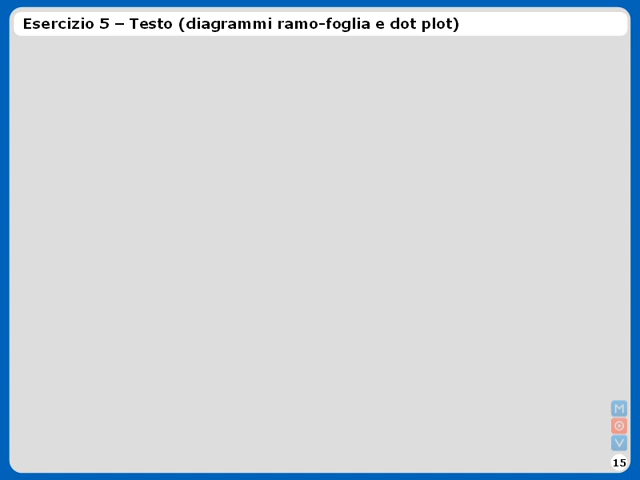 Esercizio 5 – Testo (diagrammi ramo-foglia e dot plot)
M
O
V
15